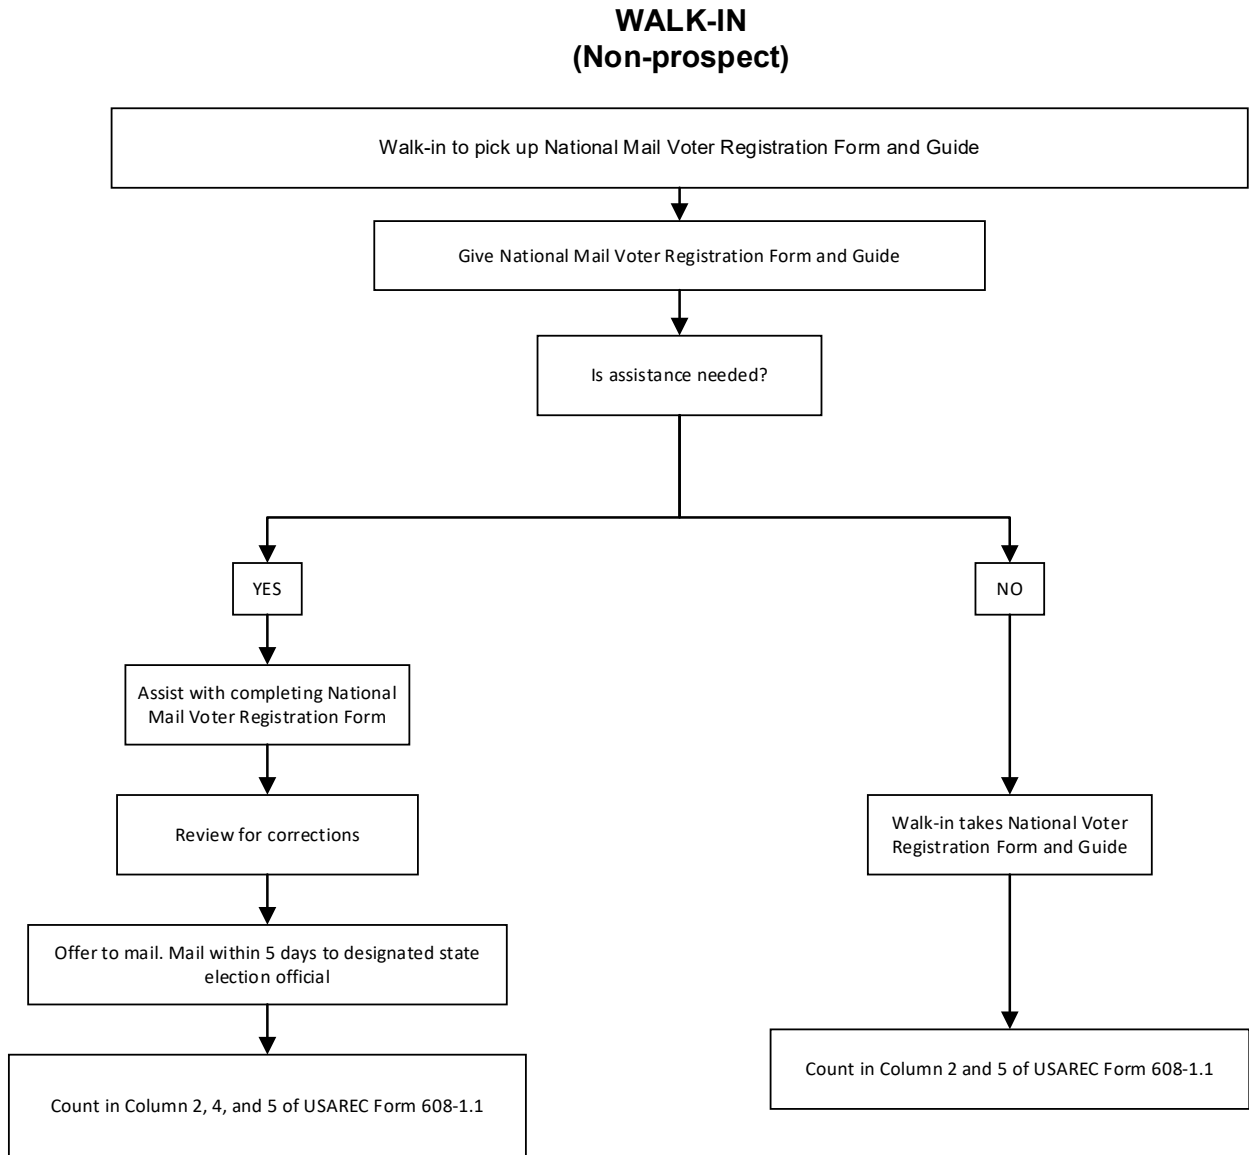 WALK-IN
(Non-prospect)
Walk-in to pick up National Mail Voter Registration Form and Guide
Give National Mail Voter Registration Form and Guide
Is assistance needed?
YES
NO
Assist with completing National
Mail Voter Registration Form
Review for corrections
Walk-in takes National Voter
Registration Form and Guide
Offer to mail. Mail within 5 days to designated state
election official
Count in Column 2, 4, and 5 of USAREC Form 608-1.1
Count in Column 2 and 5 of USAREC Form 608-1.1